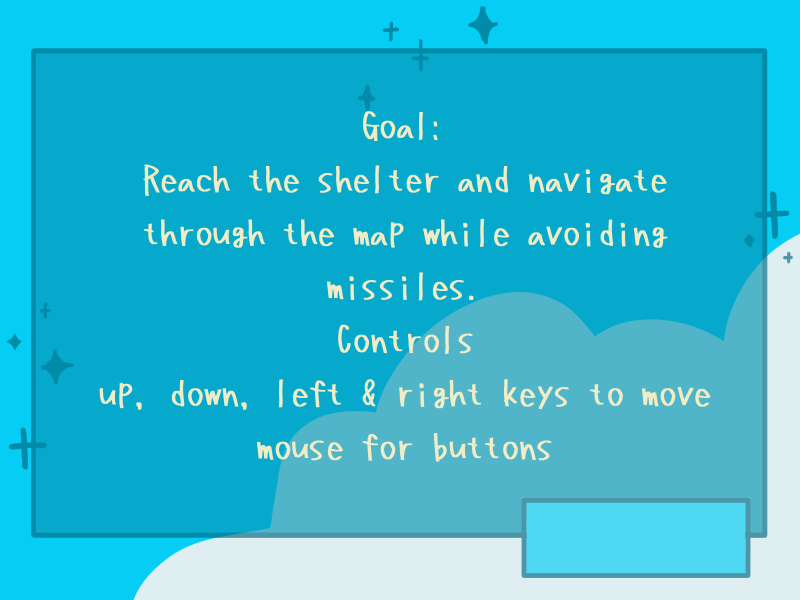 Goal:
Reach the shelter and navigate
through the map while avoiding
missiles.
Controls
up, down, left & right keys to move
mouse for buttons